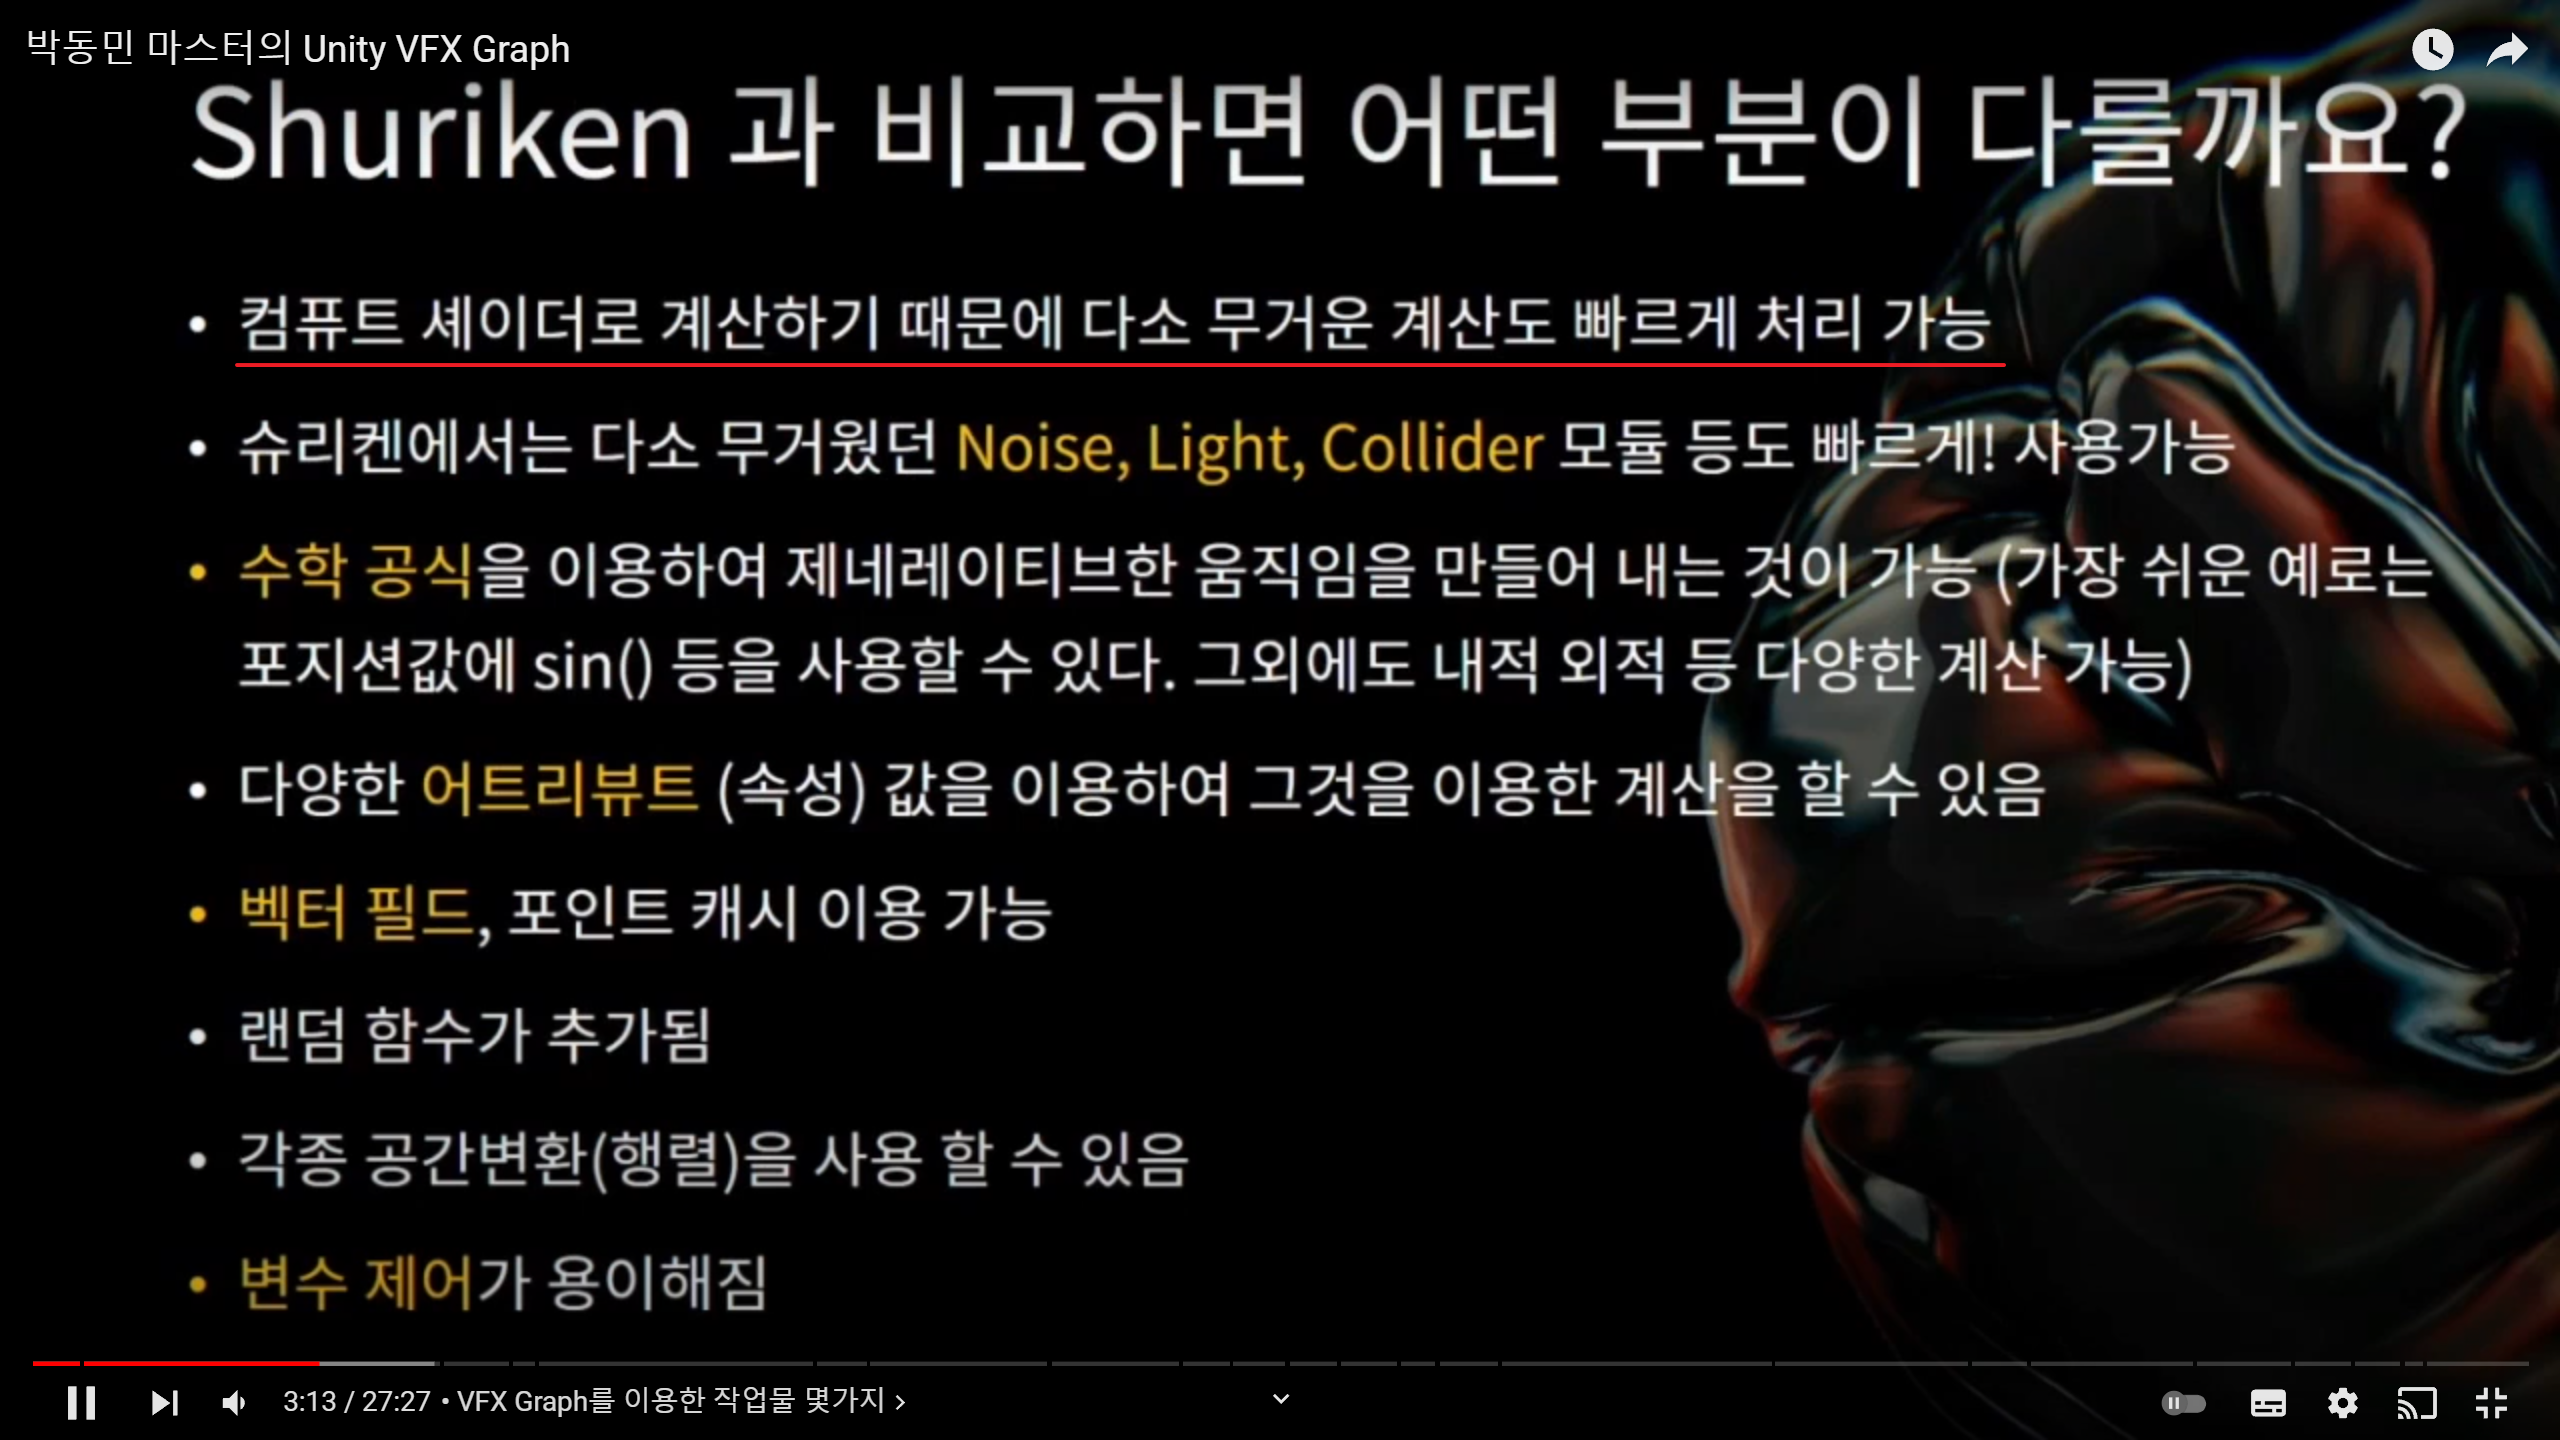 박동민 마스터의 Unity VFX Graph
Shuriken 과 비교하면 어떤 부분이 다를까요?
• 컴퓨트 셰이더로 계산하기 때문에 다소 무거운 계산도 빠르게 처리 가능
• 슈리켄에서는 다소 무거웠던 Noise, Light, Collider 모듈 등도 빠르게! 사용가능
• 수학 공식을 이용하여 제네레이티브한 움직임을 만들어 내는 것이 가능 (가장 쉬운 예로는
포지션값에 sin() 등을 사용할 수 있다. 그외에도 내적 외적 등 다양한 계산 가능)
• 다양한 어트리뷰트 (속성) 값을 이용하여 그것을 이용한 계산을 할 수 있음
• 벡터 필드, 포인트 캐시 이용 가능
• 랜덤 함수가 추가됨
• 각종 공간변환(행렬)을 사용 할 수 있음
• 변수 제어가 용이해짐
3:13 / 27:27 • VFX Graph를 이용한 작업물 몇가지 ›